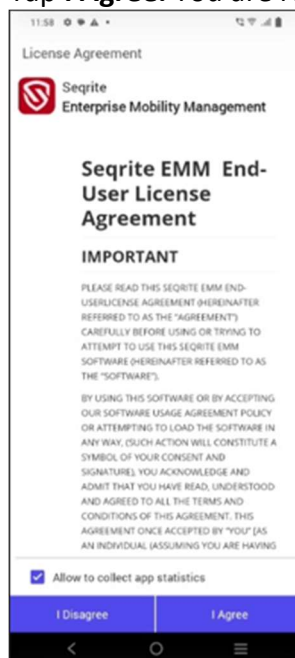 11:58
License Agreement
Seqrite
Enterprise Mobility Management
Seqrite EMM End-
User License
Agreement
IMPORTANT
PLEASE READ THIS SEQRITE EMM END-
USERLICENSE AGREEMENT (HEREINAFTER
REFERRED TO AS THE "AGREEMENT")
CAREFULLY BEFORE USING OR TRYING TO
ATTEMPT TO USE THIS SEQRITE EMM
SOFTWARE (HEREINAFTER REFERRED TO AS
THE "SOFTWARE").
BY USING THIS SOFTWARE OR BY ACCEPTING
OUR SOFTWARE USAGE AGREEMENT POLICY
OR ATTEMPTING TO LOAD THE SOFTWARE IN
ANY WAY, (SUCH ACTION WILL CONSTITUTE A
SYMBOL OF YOUR CONSENT AND
SIGNATURE), YOU ACKNOWLEDGE AND
ADMIT THAT YOU HAVE READ, UNDERSTOOD
AND AGREED TO ALL THE TERMS AND
CONDITIONS OF THIS AGREEMENT. THIS
AGREEMENT ONCE ACCEPTED BY "YOU" [AS
AN INDIVIDUAL (ASSUMING YOU ARE HAVING
Allow to collect app statistics
I Disagree
I Agree